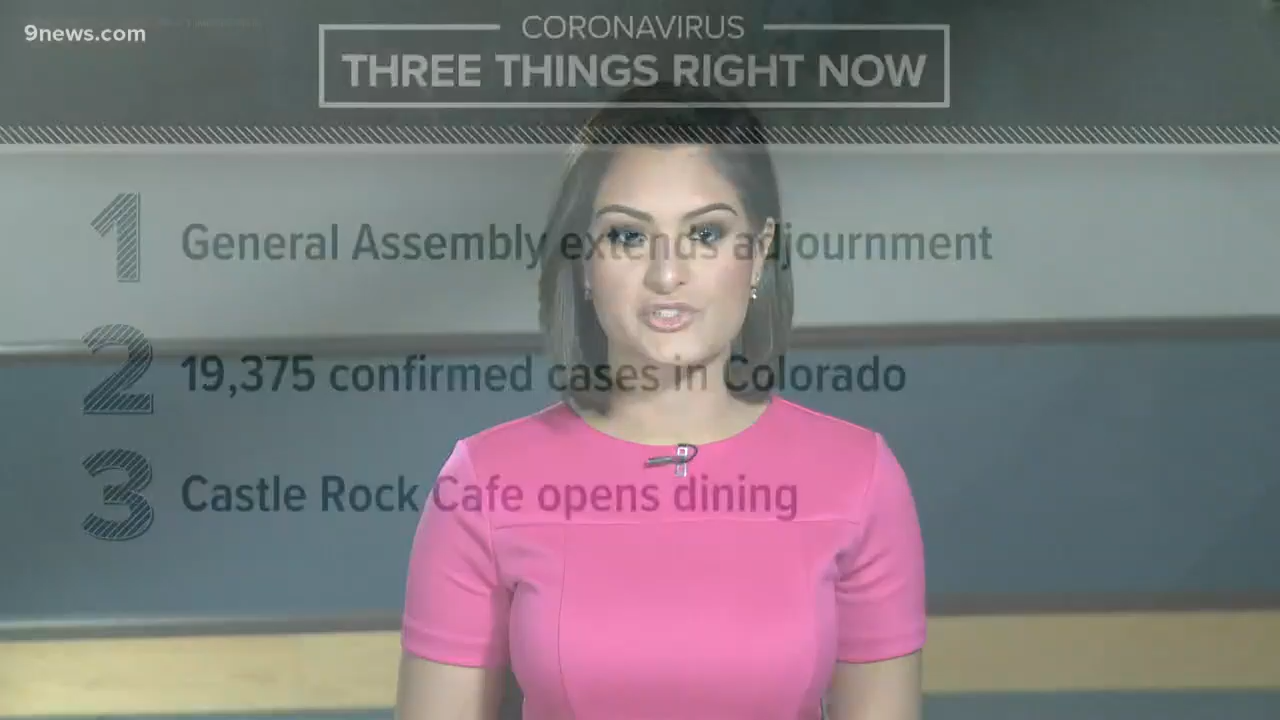 9news.com
CORONAVIRUS
THREE THINGS RIGHT NOW
1 General Assembly extends adjournment
2 19,375 confirmed cases in Colorado
3 Castle Rock Cafe opens dining